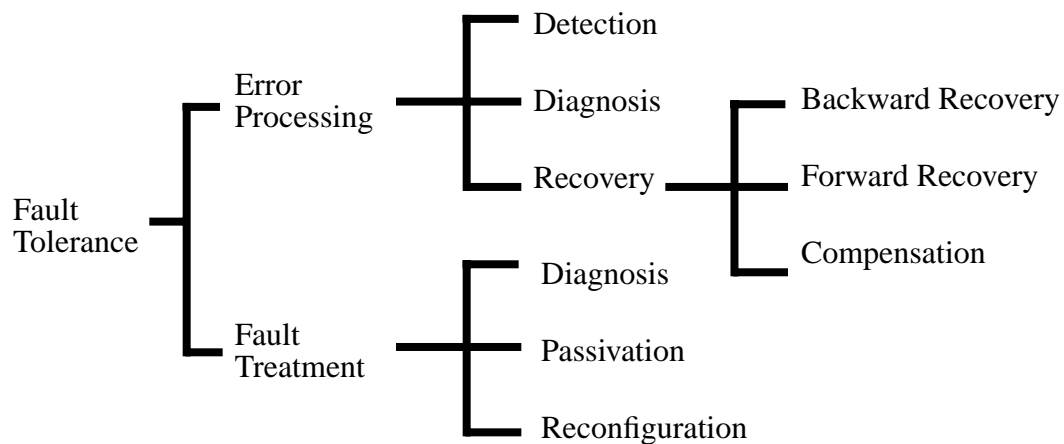 Fault
Tolerance
Error
Processing
Detection
Diagnosis
Recovery
Backward Recovery
Forward Recovery
Compensation
Fault
Treatment
Diagnosis
Passivation
Reconfiguration